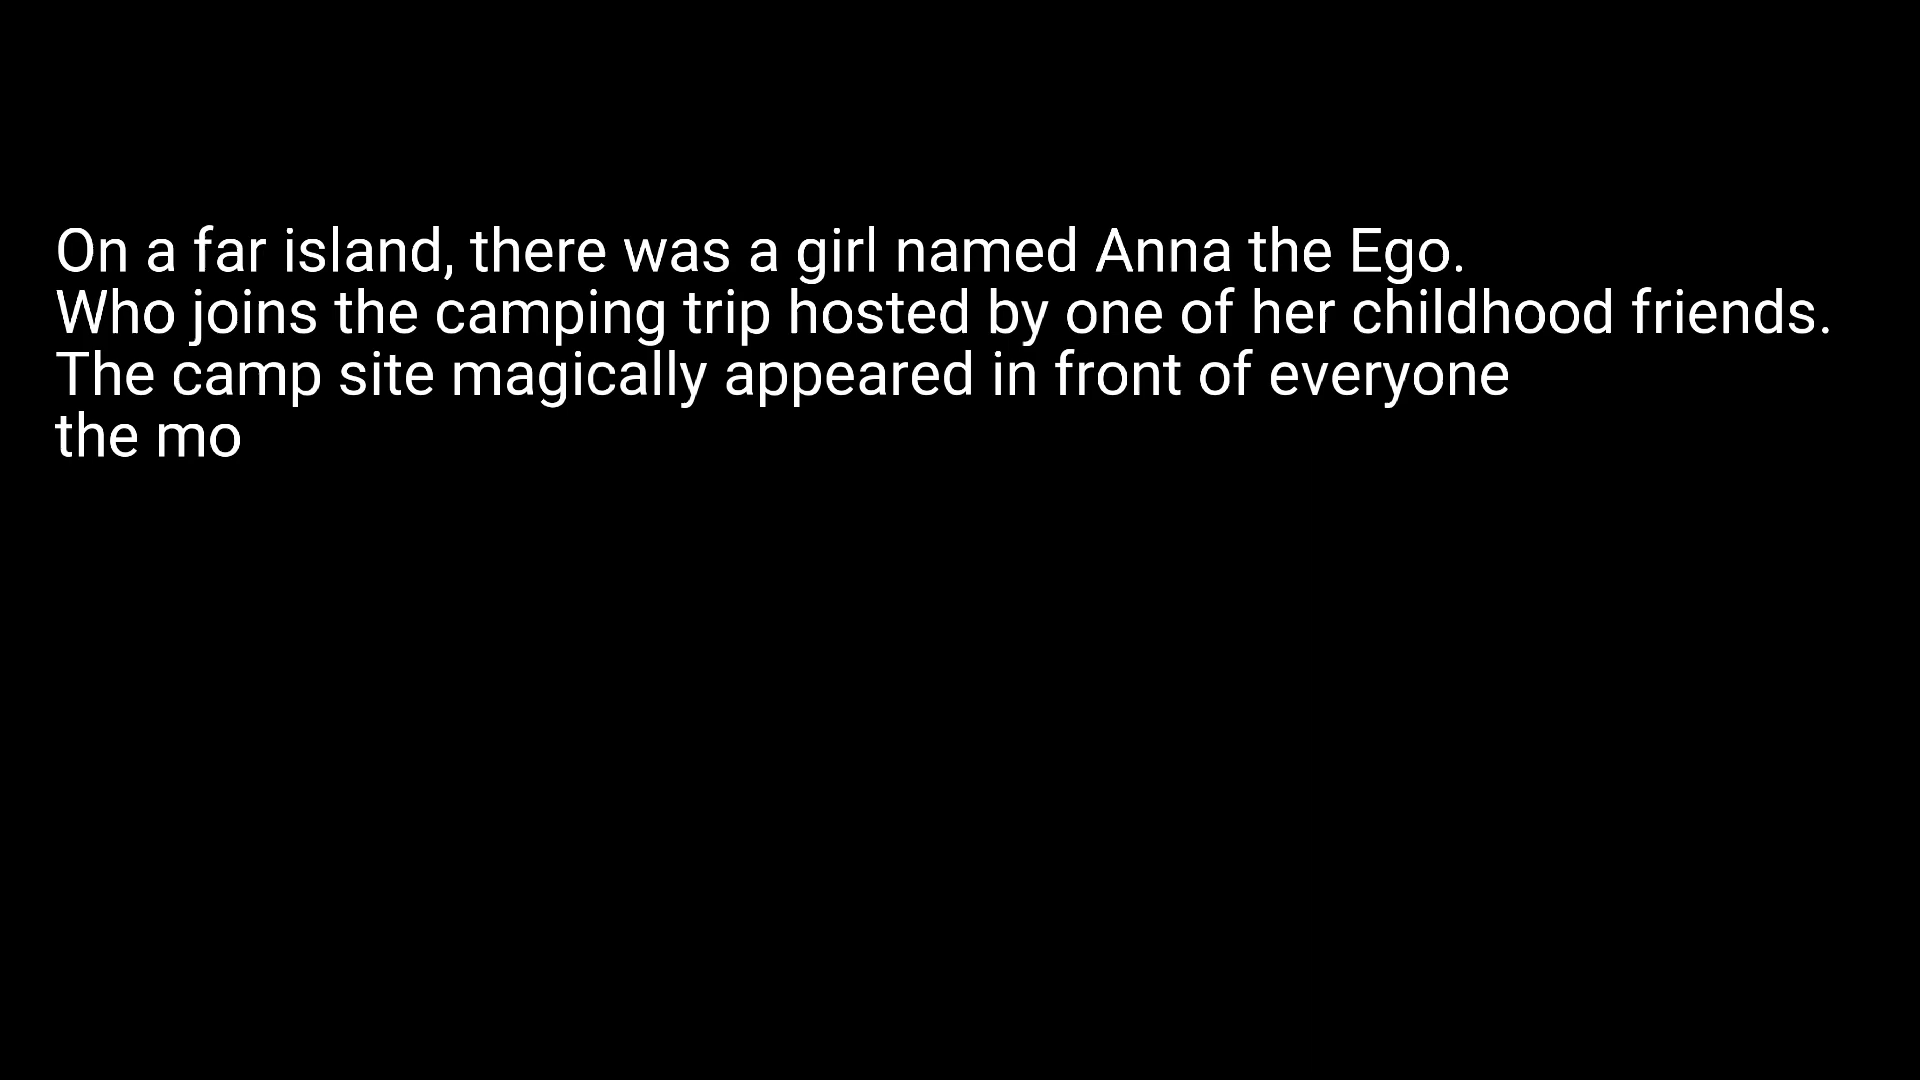 On a far island, there was a girl named Anna the Ego.
Who joins the camping trip hosted by one of her childhood friends.
The camp site magically appeared in front of everyone
the mo